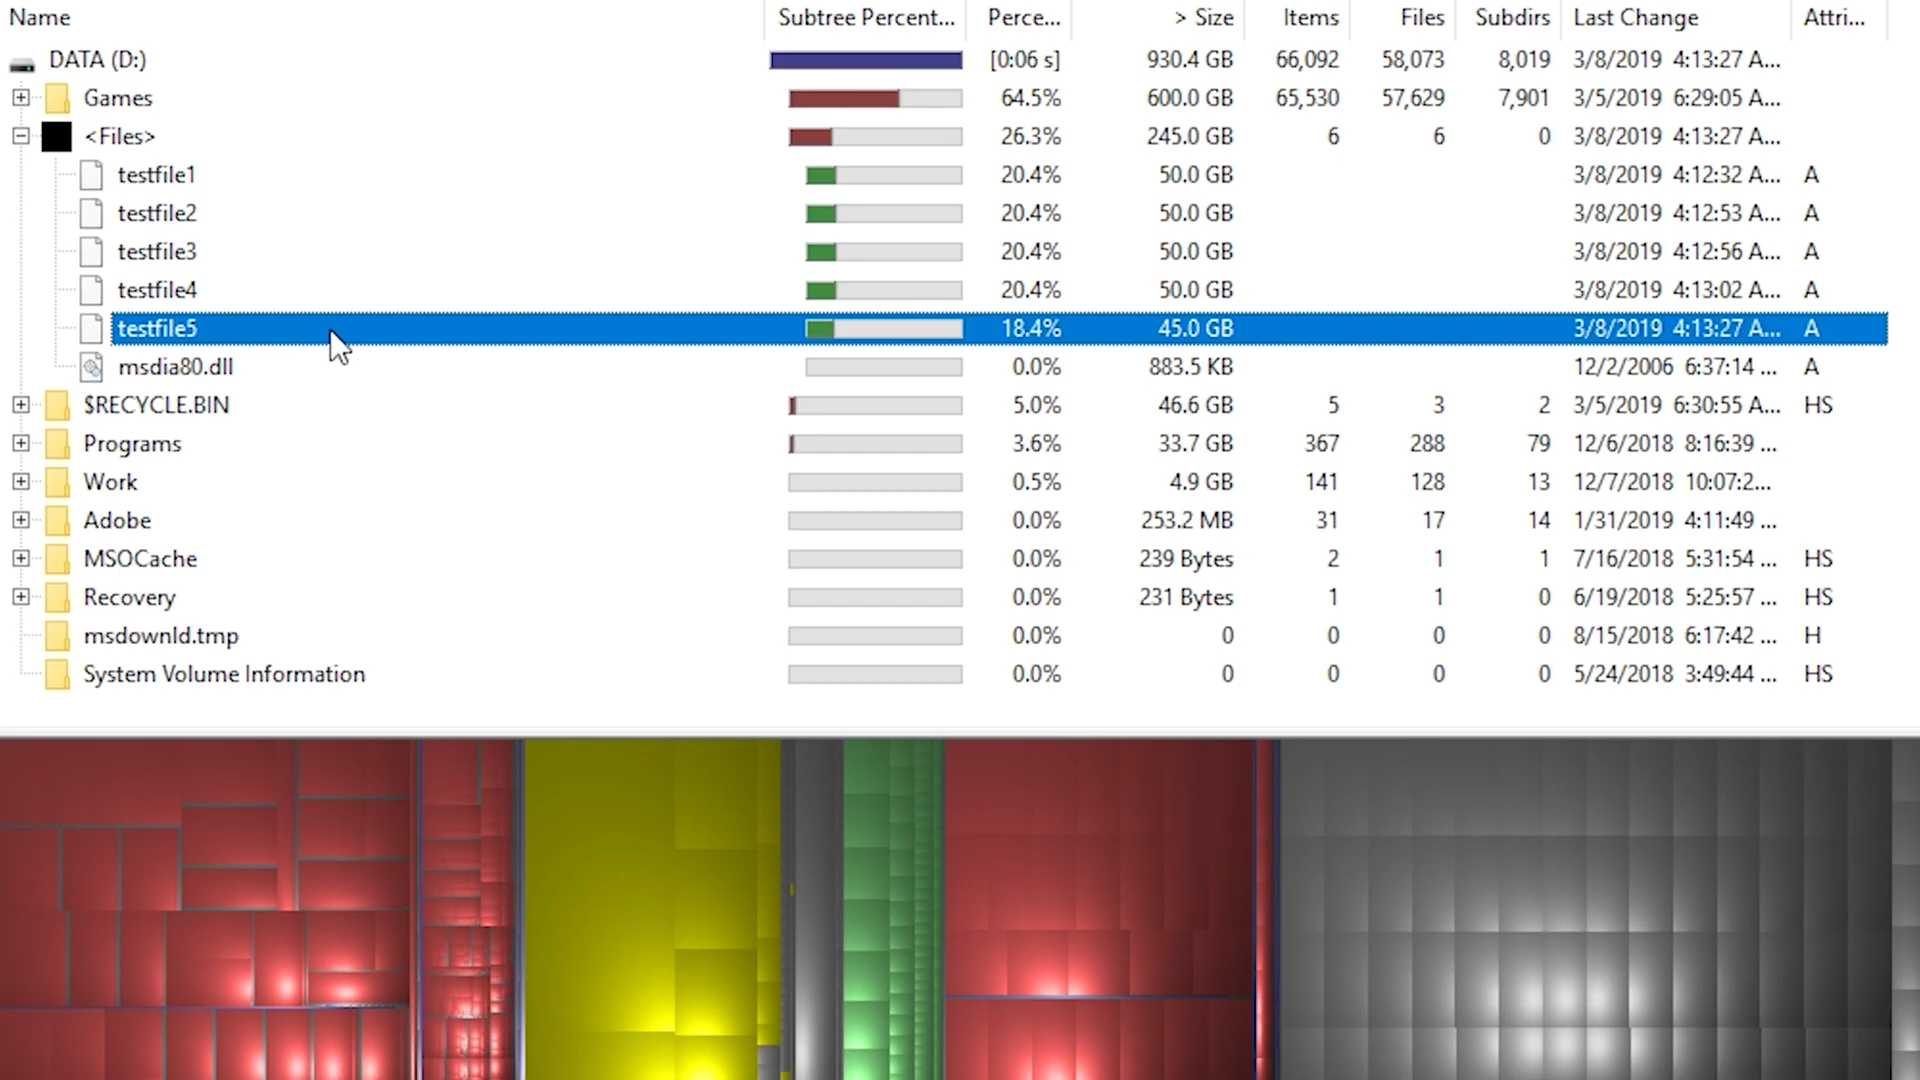 Name Subtree Percent... Perce... > Size Items Files Subdirs Last Change Attri...
DATA (D:) [0:06 s] 930.4 GB 66,092 58,073 8,019 3/8/2019 4:13:27 A...
Games 64.5% 600.0 GB 65,530 57,629 7,901 3/5/2019 6:29:05 A...
<Files> 26.3% 245.0 GB 6 6 0 3/8/2019 4:13:27 A...
testfile1 20.4% 50.0 GB 3/8/2019 4:12:32 A... A
testfile2 20.4% 50.0 GB 3/8/2019 4:12:53 A... A
testfile3 20.4% 50.0 GB 3/8/2019 4:12:56 A... A
testfile4 20.4% 50.0 GB 3/8/2019 4:13:02 A... A
testfile5 18.4% 45.0 GB 3/8/2019 4:13:27 A... A
msdia80.dll 0.0% 883.5 KB 12/2/2006 6:37:14 ... A
$RECYCLE.BIN 5.0% 46.6 GB 5 3 2 3/5/2019 6:30:55 A... HS
Programs 3.6% 33.7 GB 367 288 79 12/6/2018 8:16:39 ...
Work 0.5% 4.9 GB 141 128 13 12/7/2018 10:07:2...
Adobe 0.0% 253.2 MB 31 17 14 1/31/2019 4:11:49 ...
MSOCache 0.0% 239 Bytes 2 1 1 7/16/2018 5:31:54 ... HS
Recovery 0.0% 231 Bytes 1 1 0 6/19/2018 5:25:57 ... HS
msdownld.tmp 0.0% 0 0 0 0 8/15/2018 6:17:42 ... H
System Volume Information 0.0% 0 0 0 0 5/24/2018 3:49:44 ... HS